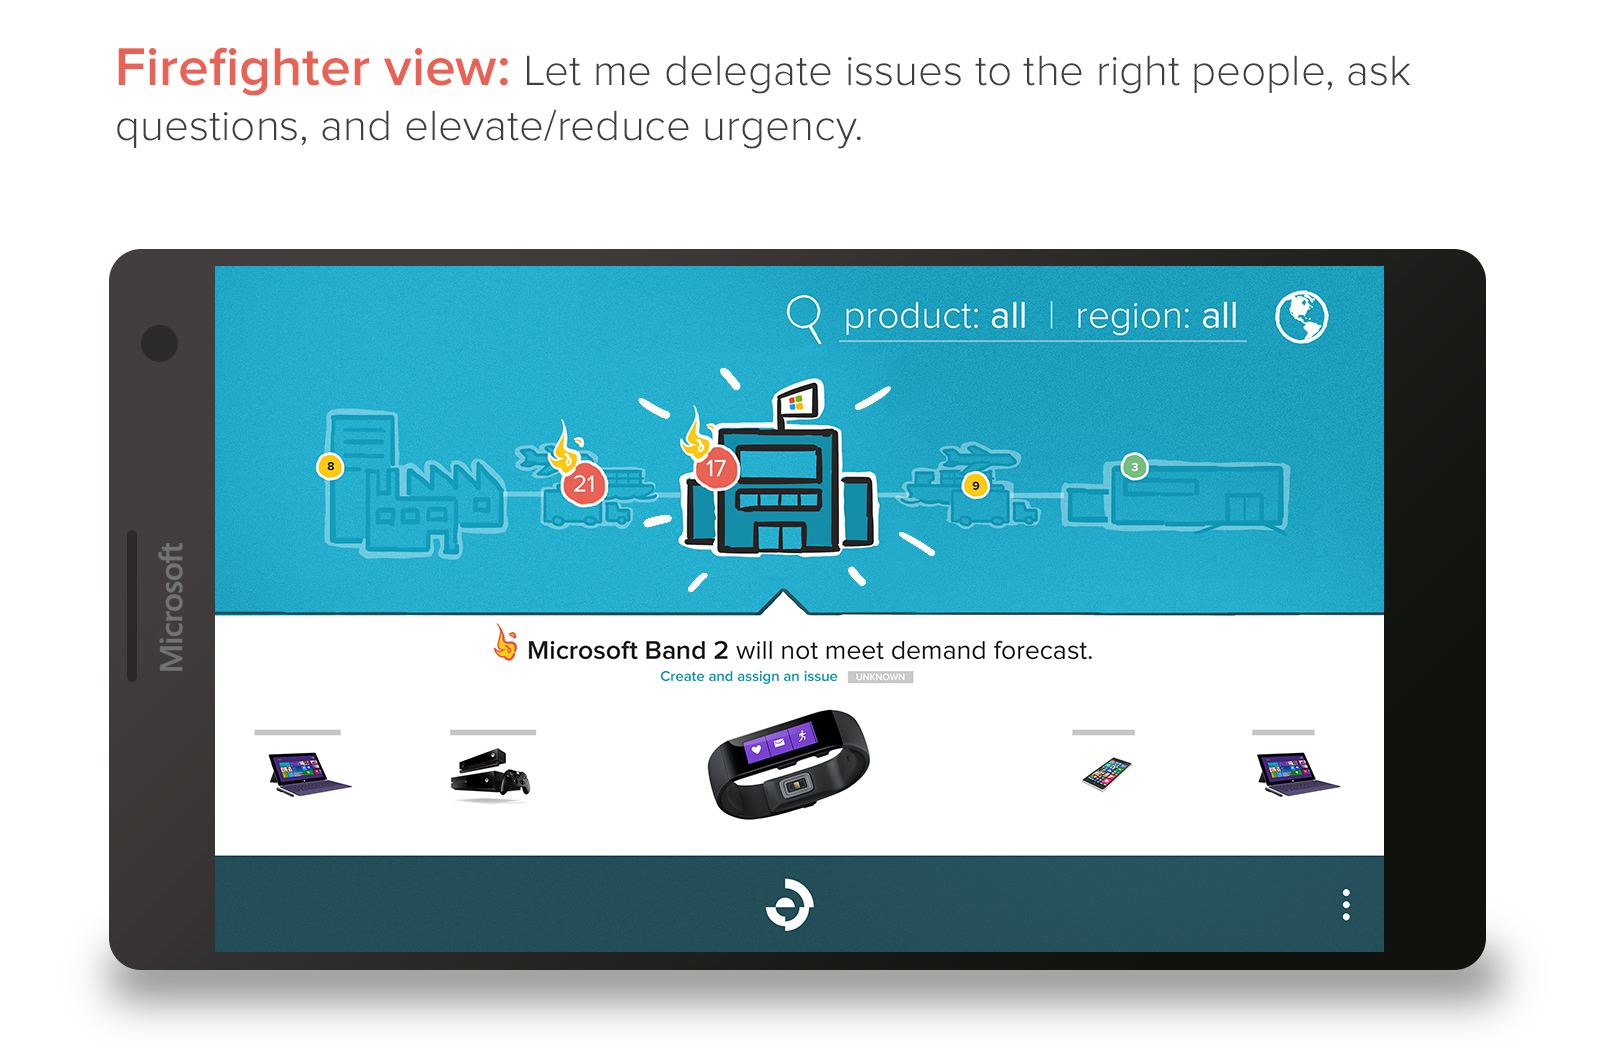 Firefighter view: Let me delegate issues to the right people, ask
questions, and elevate/reduce urgency.
product: all | region: all
8
21
17
9
3
Microsoft
Microsoft Band 2 will not meet demand forecast.
Create and assign an issue UNKNOWN